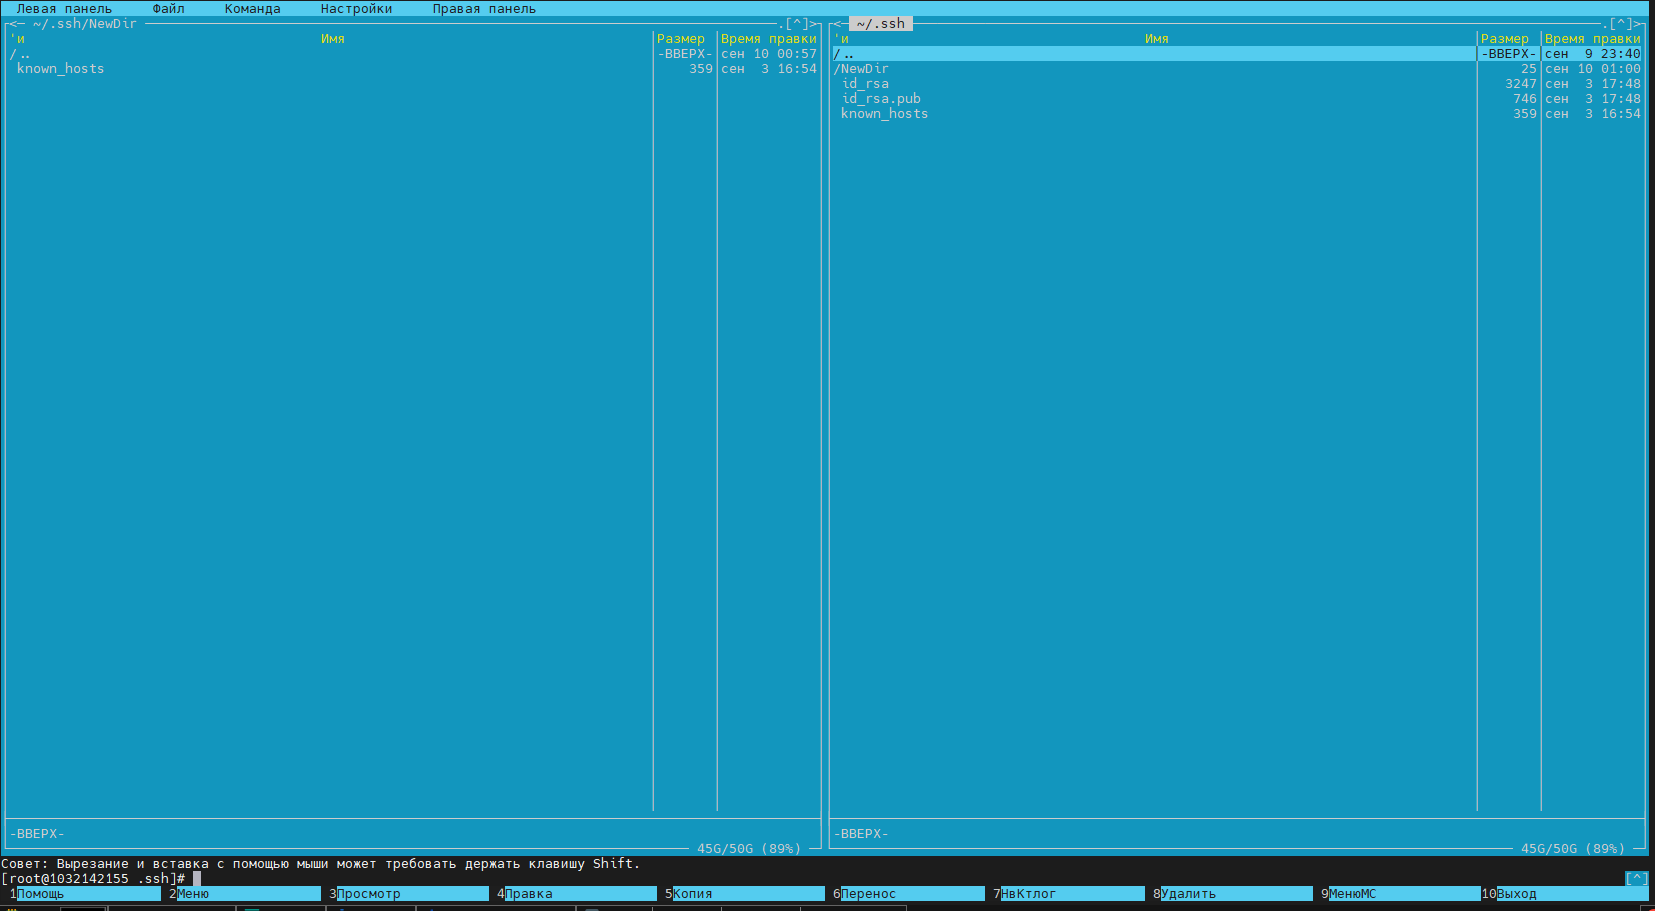 Левая панель Файл Команда Настройки Правая панель
<─ ~/.ssh/NewDir ─.[^]>
'и Имя Размер Время правки
/.. -ВВЕРХ- сен 10 00:57
known_hosts 359 сен 3 16:54
-ВВЕРХ-
45G/50G (89%)
<─ ~/.ssh ─.[^]>
'и Имя Размер Время правки
/.. -ВВЕРХ- сен 9 23:40
/NewDir 25 сен 10 01:00
id_rsa 3247 сен 3 17:48
id_rsa.pub 746 сен 3 17:48
known_hosts 359 сен 3 16:54
-ВВЕРХ-
45G/50G (89%)
Совет: Вырезание и вставка с помощью мыши может требовать держать клавишу Shift.
[root@1032142155 .ssh]# [^]
1Помощь 2Меню 3Просмотр 4Правка 5Копия 6Перенос 7НвКтлог 8Удалить 9МенюМС 10Выход